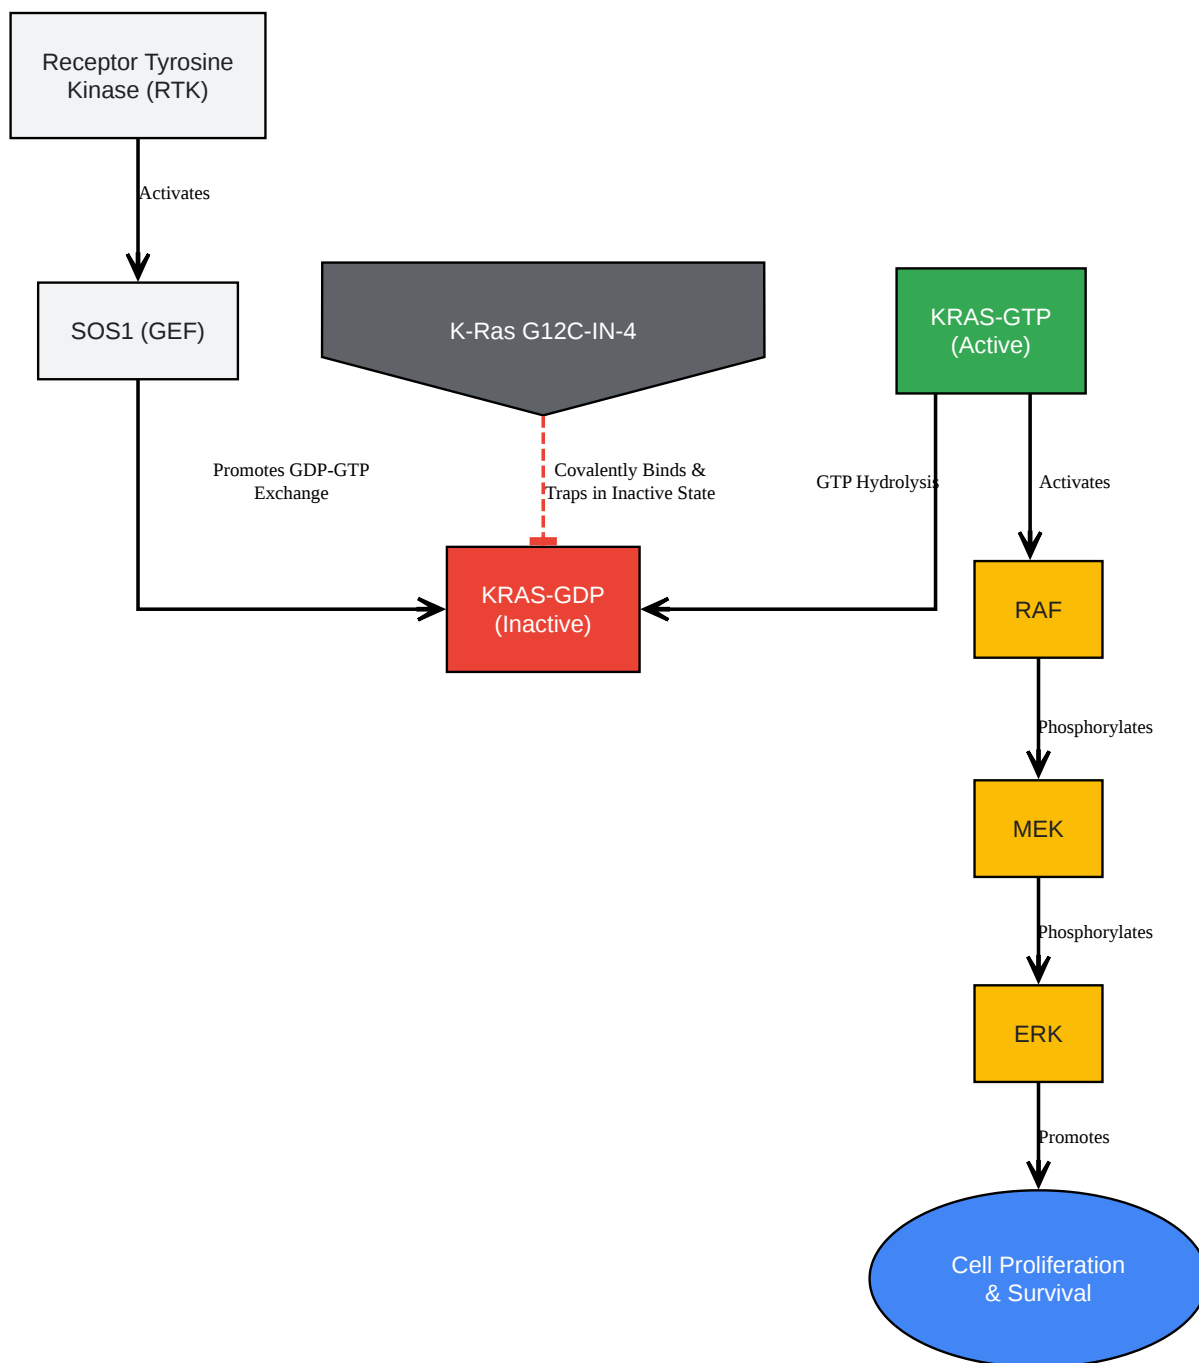 Receptor Tyrosine
Kinase (RTK)
Activates
SOS1 (GEF)
K-Ras G12C-IN-4
KRAS-GTP
(Active)
Promotes GDP-GTP
Exchange
Covalently Binds &
Traps in Inactive State
GTP Hydrolysis
Activates
KRAS-GDP
(Inactive)
RAF
Phosphorylates
MEK
Phosphorylates
ERK
Promotes
Cell Proliferation
& Survival